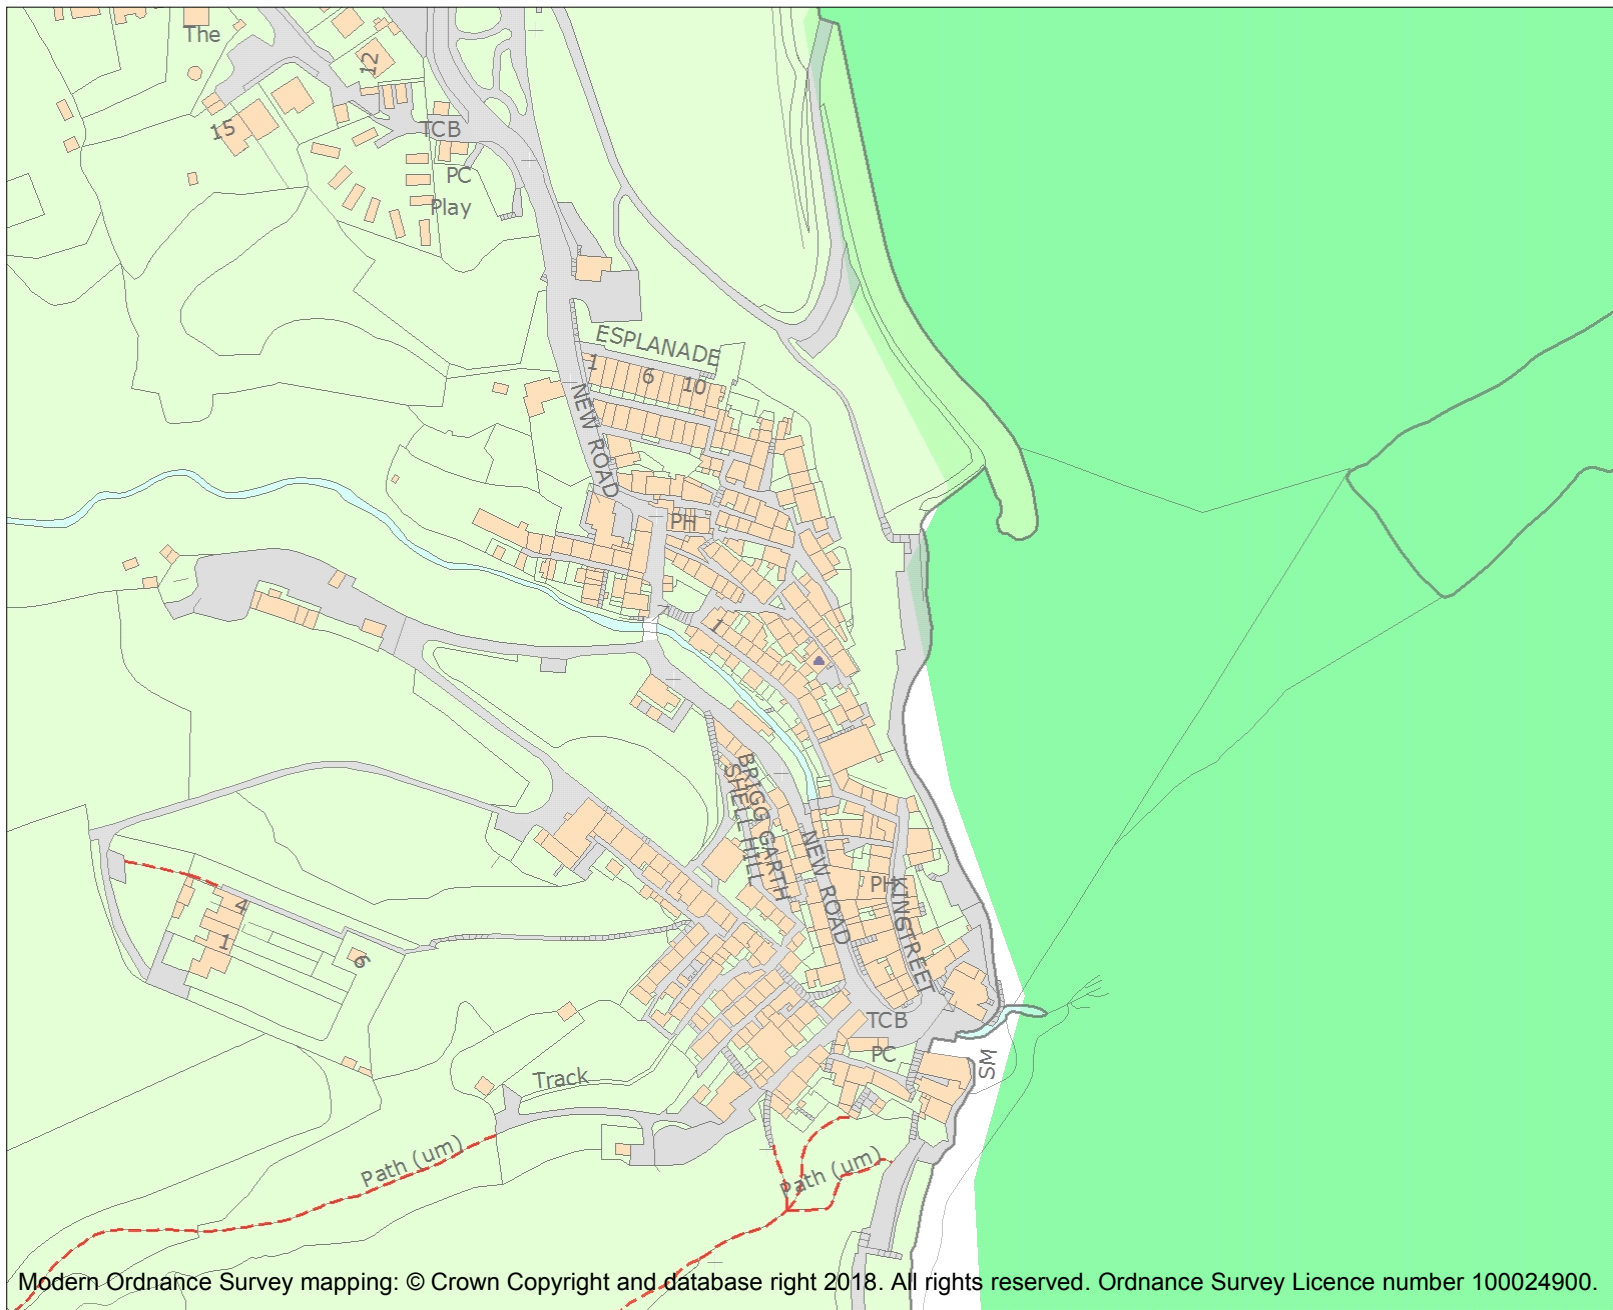 The
12
15
TCB
PC
Play
ESPLANADE
1
6
10
NEW ROAD
PH
7
1
BRIGG GARTH
SHELL HILL
NEW ROAD
PH
KINGSTREET
4
1
6
TCB
PC
SM
Track
Path (um)
Path (um)
Modern Ordnance Survey mapping: © Crown Copyright and database right 2018. All rights reserved. Ordnance Survey Licence number 100024900.